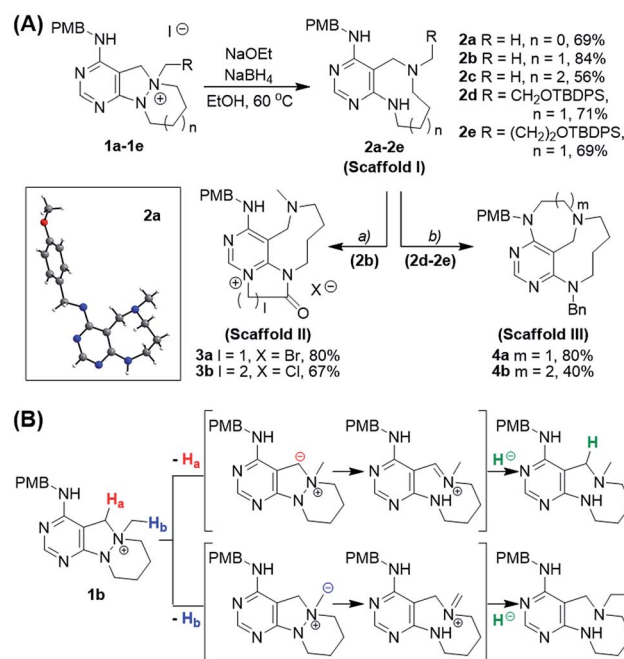 (A)
PMB
NH
I⊖
R
N
N
N
N
⊕
n
1a-1e
NaOEt
NaBH4
EtOH, 60 °C
PMB
NH
R
N
N
N
NH
n
2a-2e
(Scaffold I)
2a R = H, n = 0, 69%
2b R = H, n = 1, 84%
2c R = H, n = 2, 56%
2d R = CH2OTBDPS,
n = 1, 71%
2e R = (CH2)2OTBDPS,
n = 1, 69%
2a
PMB
NH
N
N
N
⊕
N
X⊖
( )l
O
(Scaffold II)
3a l = 1, X = Br, 80%
3b l = 2, X = Cl, 67%
a)
(2b)
b)
(2d-2e)
( )m
PMB
N
N
N
N
N
Bn
(Scaffold III)
4a m = 1, 80%
4b m = 2, 40%
(B)
PMB
NH
Ha
Hb
N
N
N
N
⊕
1b
- Ha
PMB
NH
⊖
N
N
N
N
⊕
PMB
NH
N
N
N
⊕
NH
H⊖
PMB
NH
H
N
N
N
NH
- Hb
PMB
NH
⊖
N
N
N
N
⊕
PMB
NH
N
N
N
⊕
NH
H⊖
PMB
NH
N
N
N
NH